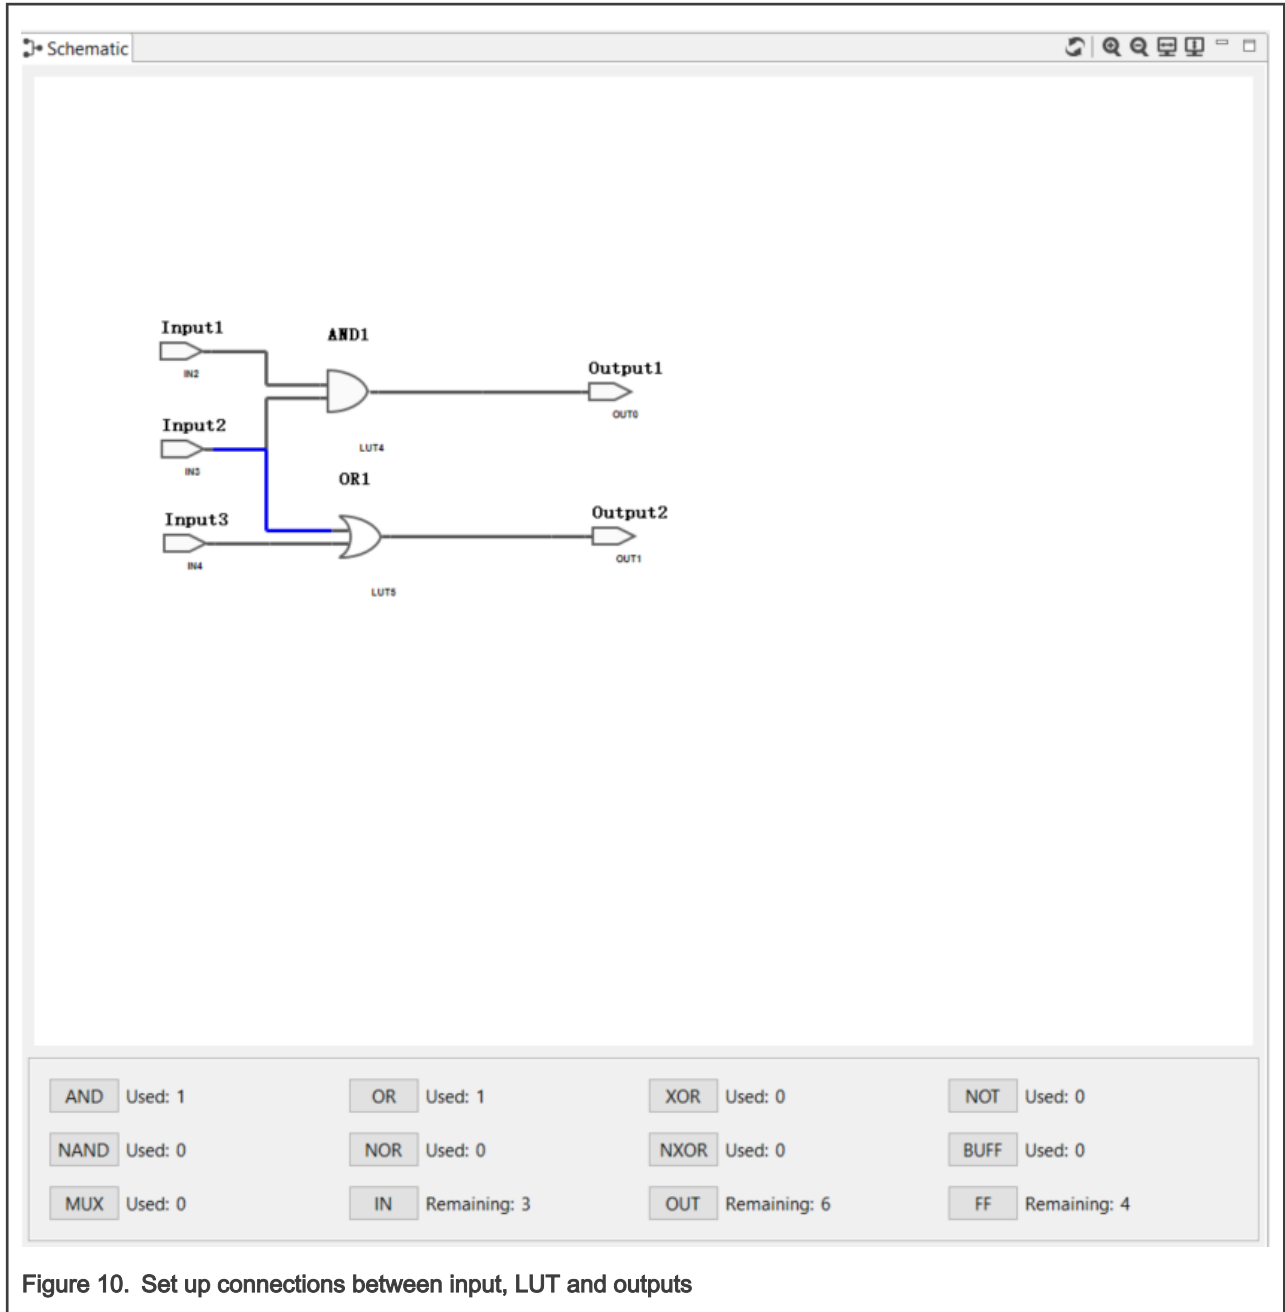 Schematic
Input1
AND1
IN2
Output1
OUT0
Input2
LUT4
IN3
OR1
Input3
Output2
IN4
OUT1
LUT5
AND Used: 1 OR Used: 1 XOR Used: 0 NOT Used: 0
NAND Used: 0 NOR Used: 0 NXOR Used: 0 BUFF Used: 0
MUX Used: 0 IN Remaining: 3 OUT Remaining: 6 FF Remaining: 4
Figure 10. Set up connections between input, LUT and outputs